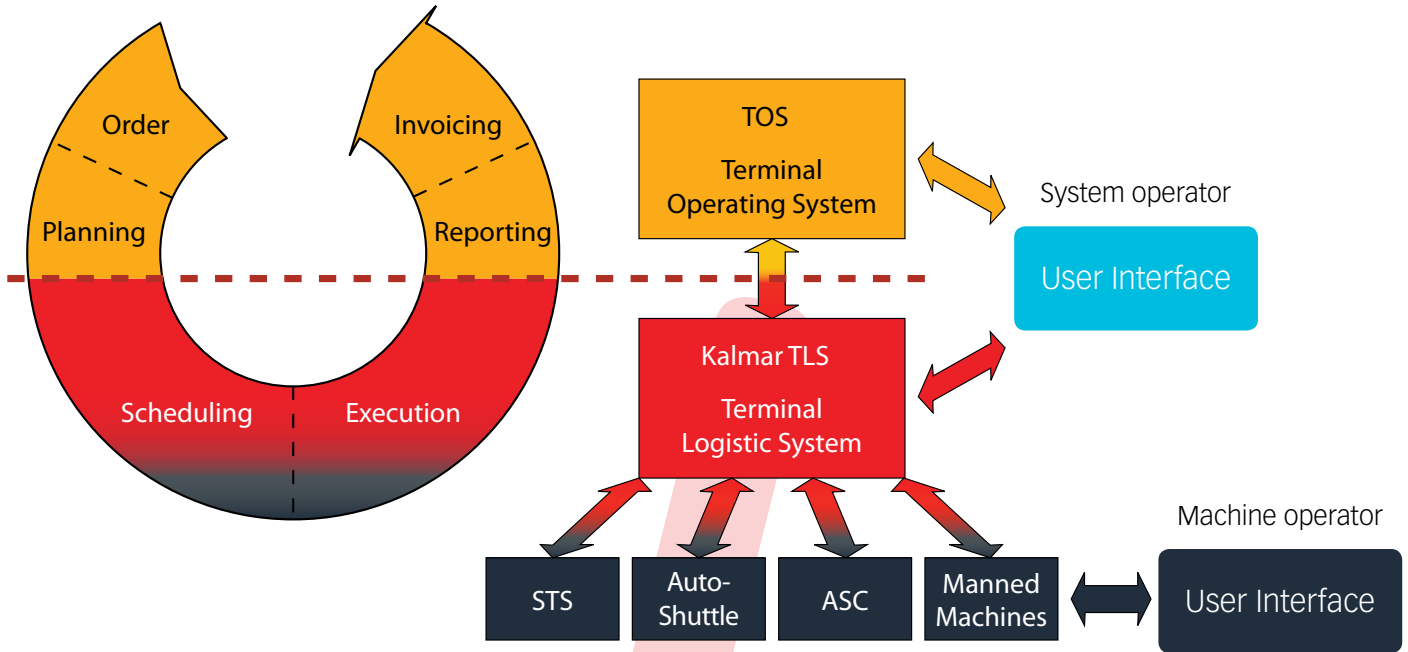 Order
Invoicing
Planning
Reporting
Scheduling
Execution
TOS
Terminal
Operating System
System operator
User Interface
Kalmar TLS
Terminal
Logistic System
STS
Auto-
Shuttle
ASC
Manned
Machines
Machine operator
User Interface